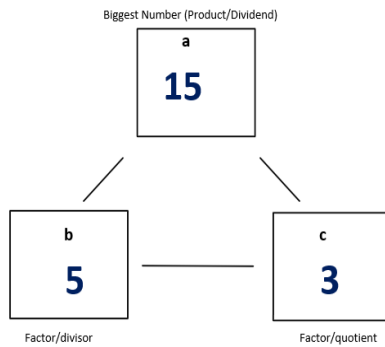 Biggest Number (Product/Dividend)
a
15
b
5
c
3
Factor/divisor
Factor/quotient